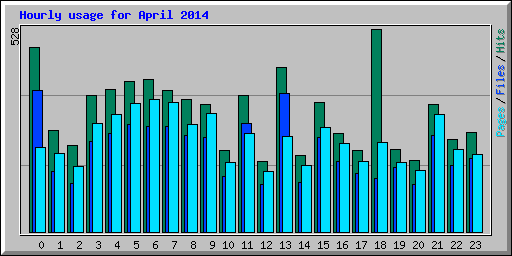 Hourly usage for April 2014
528
Pages/Files/Hits
0 1 2 3 4 5 6 7 8 9 10 11 12 13 14 15 16 17 18 19 20 21 22 23